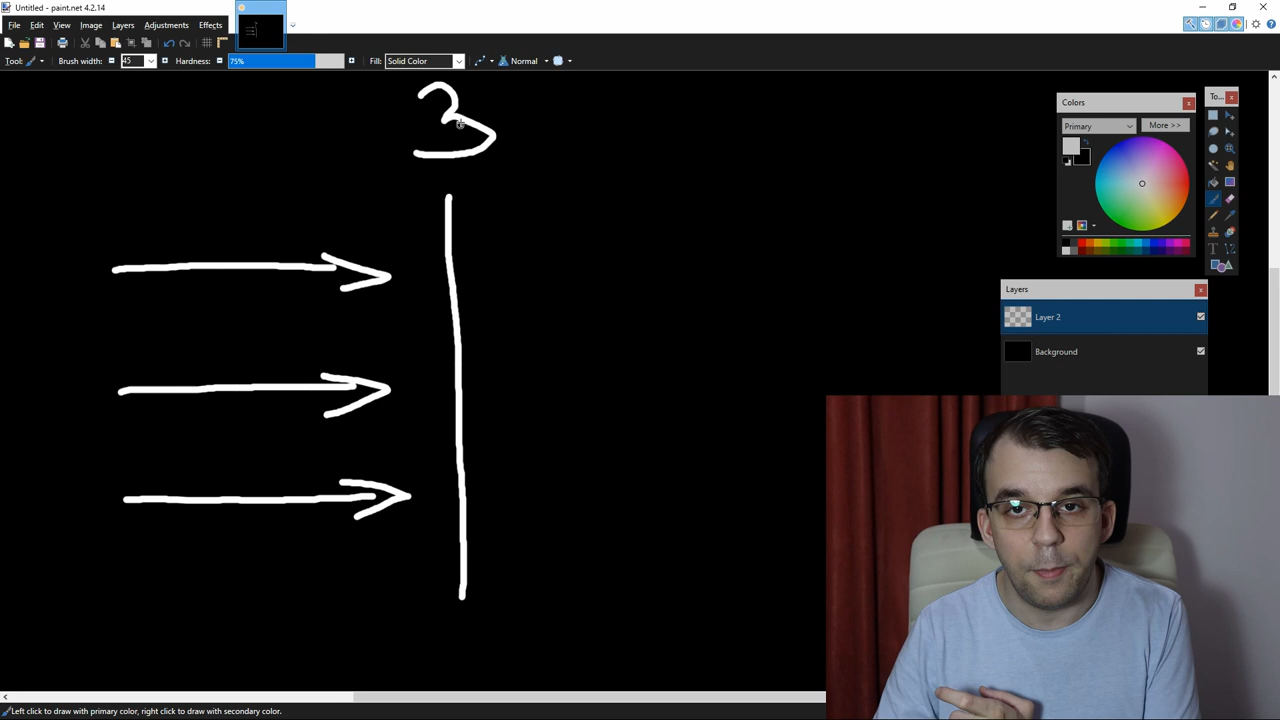 Untitled - paint.net 4.2.14
File Edit View Image Layers Adjustments Effects
Tool: Brush width: 45 Hardness: 75% Fill: Solid Color Normal
3
Colors
Primary More >>
To...
Layers
Layer 2
Background
Left click to draw with primary color, right click to draw with secondary color.